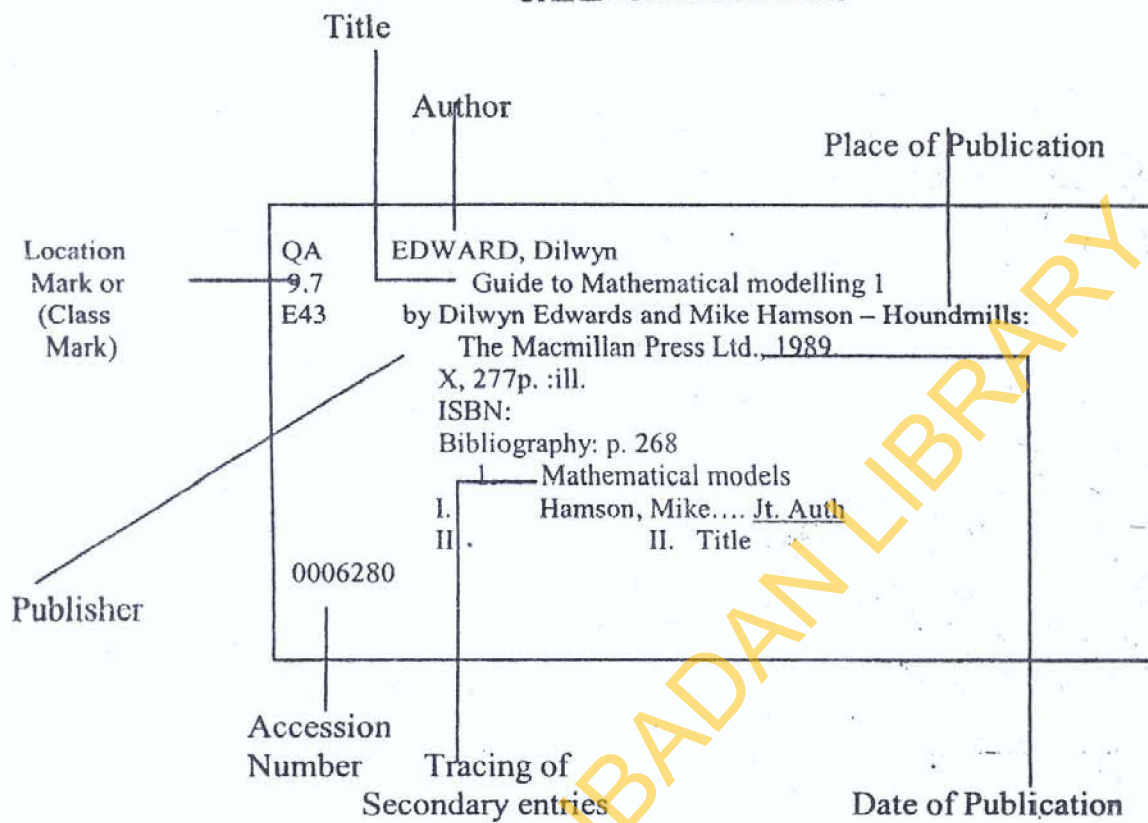 Title
Author
Place of Publication
Location
Mark or
(Class
Mark)
QA
9.7
E43
EDWARD, Dilwyn
Guide to Mathematical modelling 1
by Dilwyn Edwards and Mike Hamson – Houndmills:
The Macmillan Press Ltd., 1989
X, 277p. :ill.
ISBN:
Bibliography: p. 268
1. Mathematical models
I. Hamson, Mike.... Jt. Auth
II. II. Title
0006280
Publisher
Accession
Number
Tracing of
Secondary entries
Date of Publication
IBADAN LIBRARY